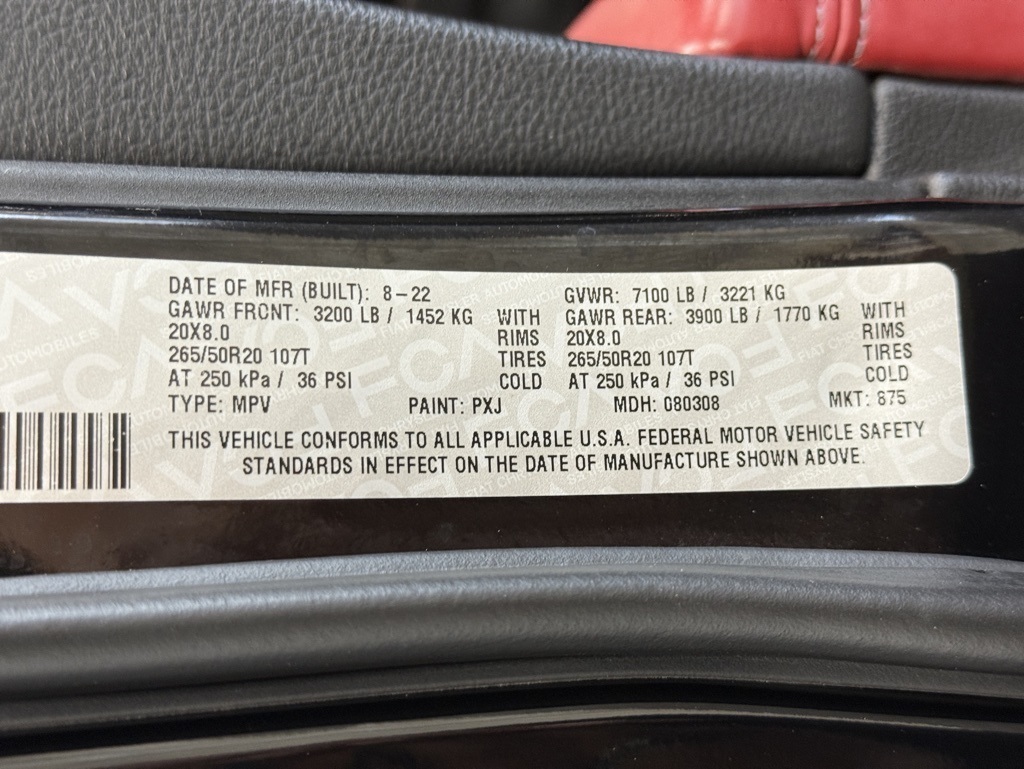 DATE OF MFR (BUILT): 8-22 GVWR: 7100 LB / 3221 KG
GAWR FRONT: 3200 LB / 1452 KG WITH GAWR REAR: 3900 LB / 1770 KG WITH
20X8.0 RIMS 20X8.0 RIMS
265/50R20 107T TIRES 265/50R20 107T TIRES
AT 250 kPa / 36 PSI COLD AT 250 kPa / 36 PSI COLD
TYPE: MPV PAINT: PXJ MDH: 080308 MKT: 875
THIS VEHICLE CONFORMS TO ALL APPLICABLE U.S.A. FEDERAL MOTOR VEHICLE SAFETY
STANDARDS IN EFFECT ON THE DATE OF MANUFACTURE SHOWN ABOVE.